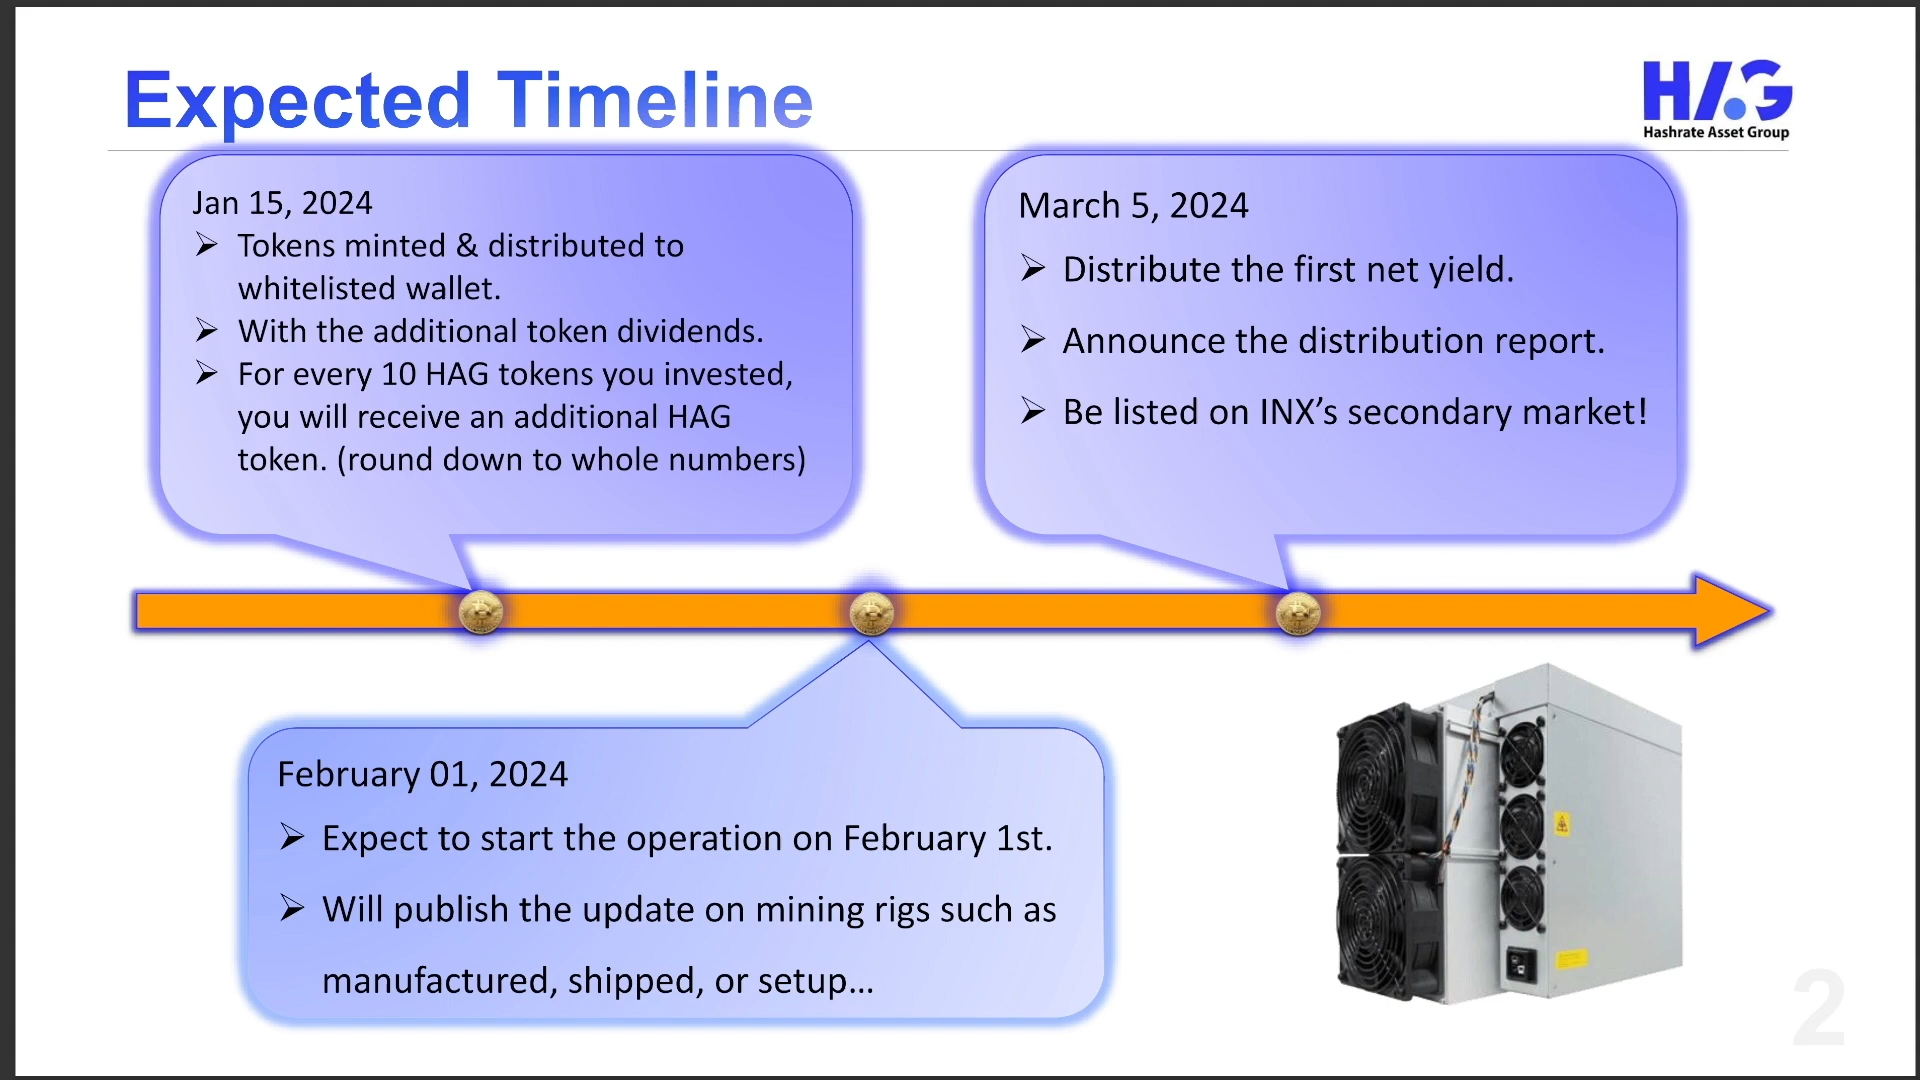 Expected Timeline
HAG
Hashrate Asset Group
Jan 15, 2024
Tokens minted & distributed to
whitelisted wallet.
With the additional token dividends.
For every 10 HAG tokens you invested,
you will receive an additional HAG
token. (round down to whole numbers)
March 5, 2024
Distribute the first net yield.
Announce the distribution report.
Be listed on INX’s secondary market!
February 01, 2024
Expect to start the operation on February 1st.
Will publish the update on mining rigs such as
manufactured, shipped, or setup…
2